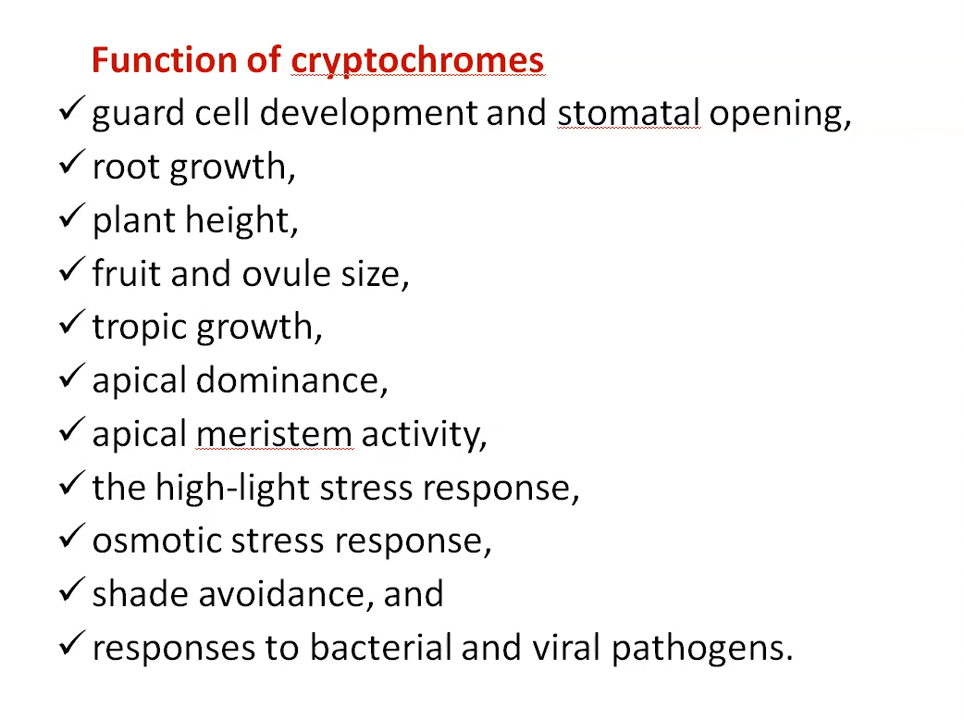 Function of cryptochromes
✓ guard cell development and stomatal opening,
✓ root growth,
✓ plant height,
✓ fruit and ovule size,
✓ tropic growth,
✓ apical dominance,
✓ apical meristem activity,
✓ the high-light stress response,
✓ osmotic stress response,
✓ shade avoidance, and
✓ responses to bacterial and viral pathogens.